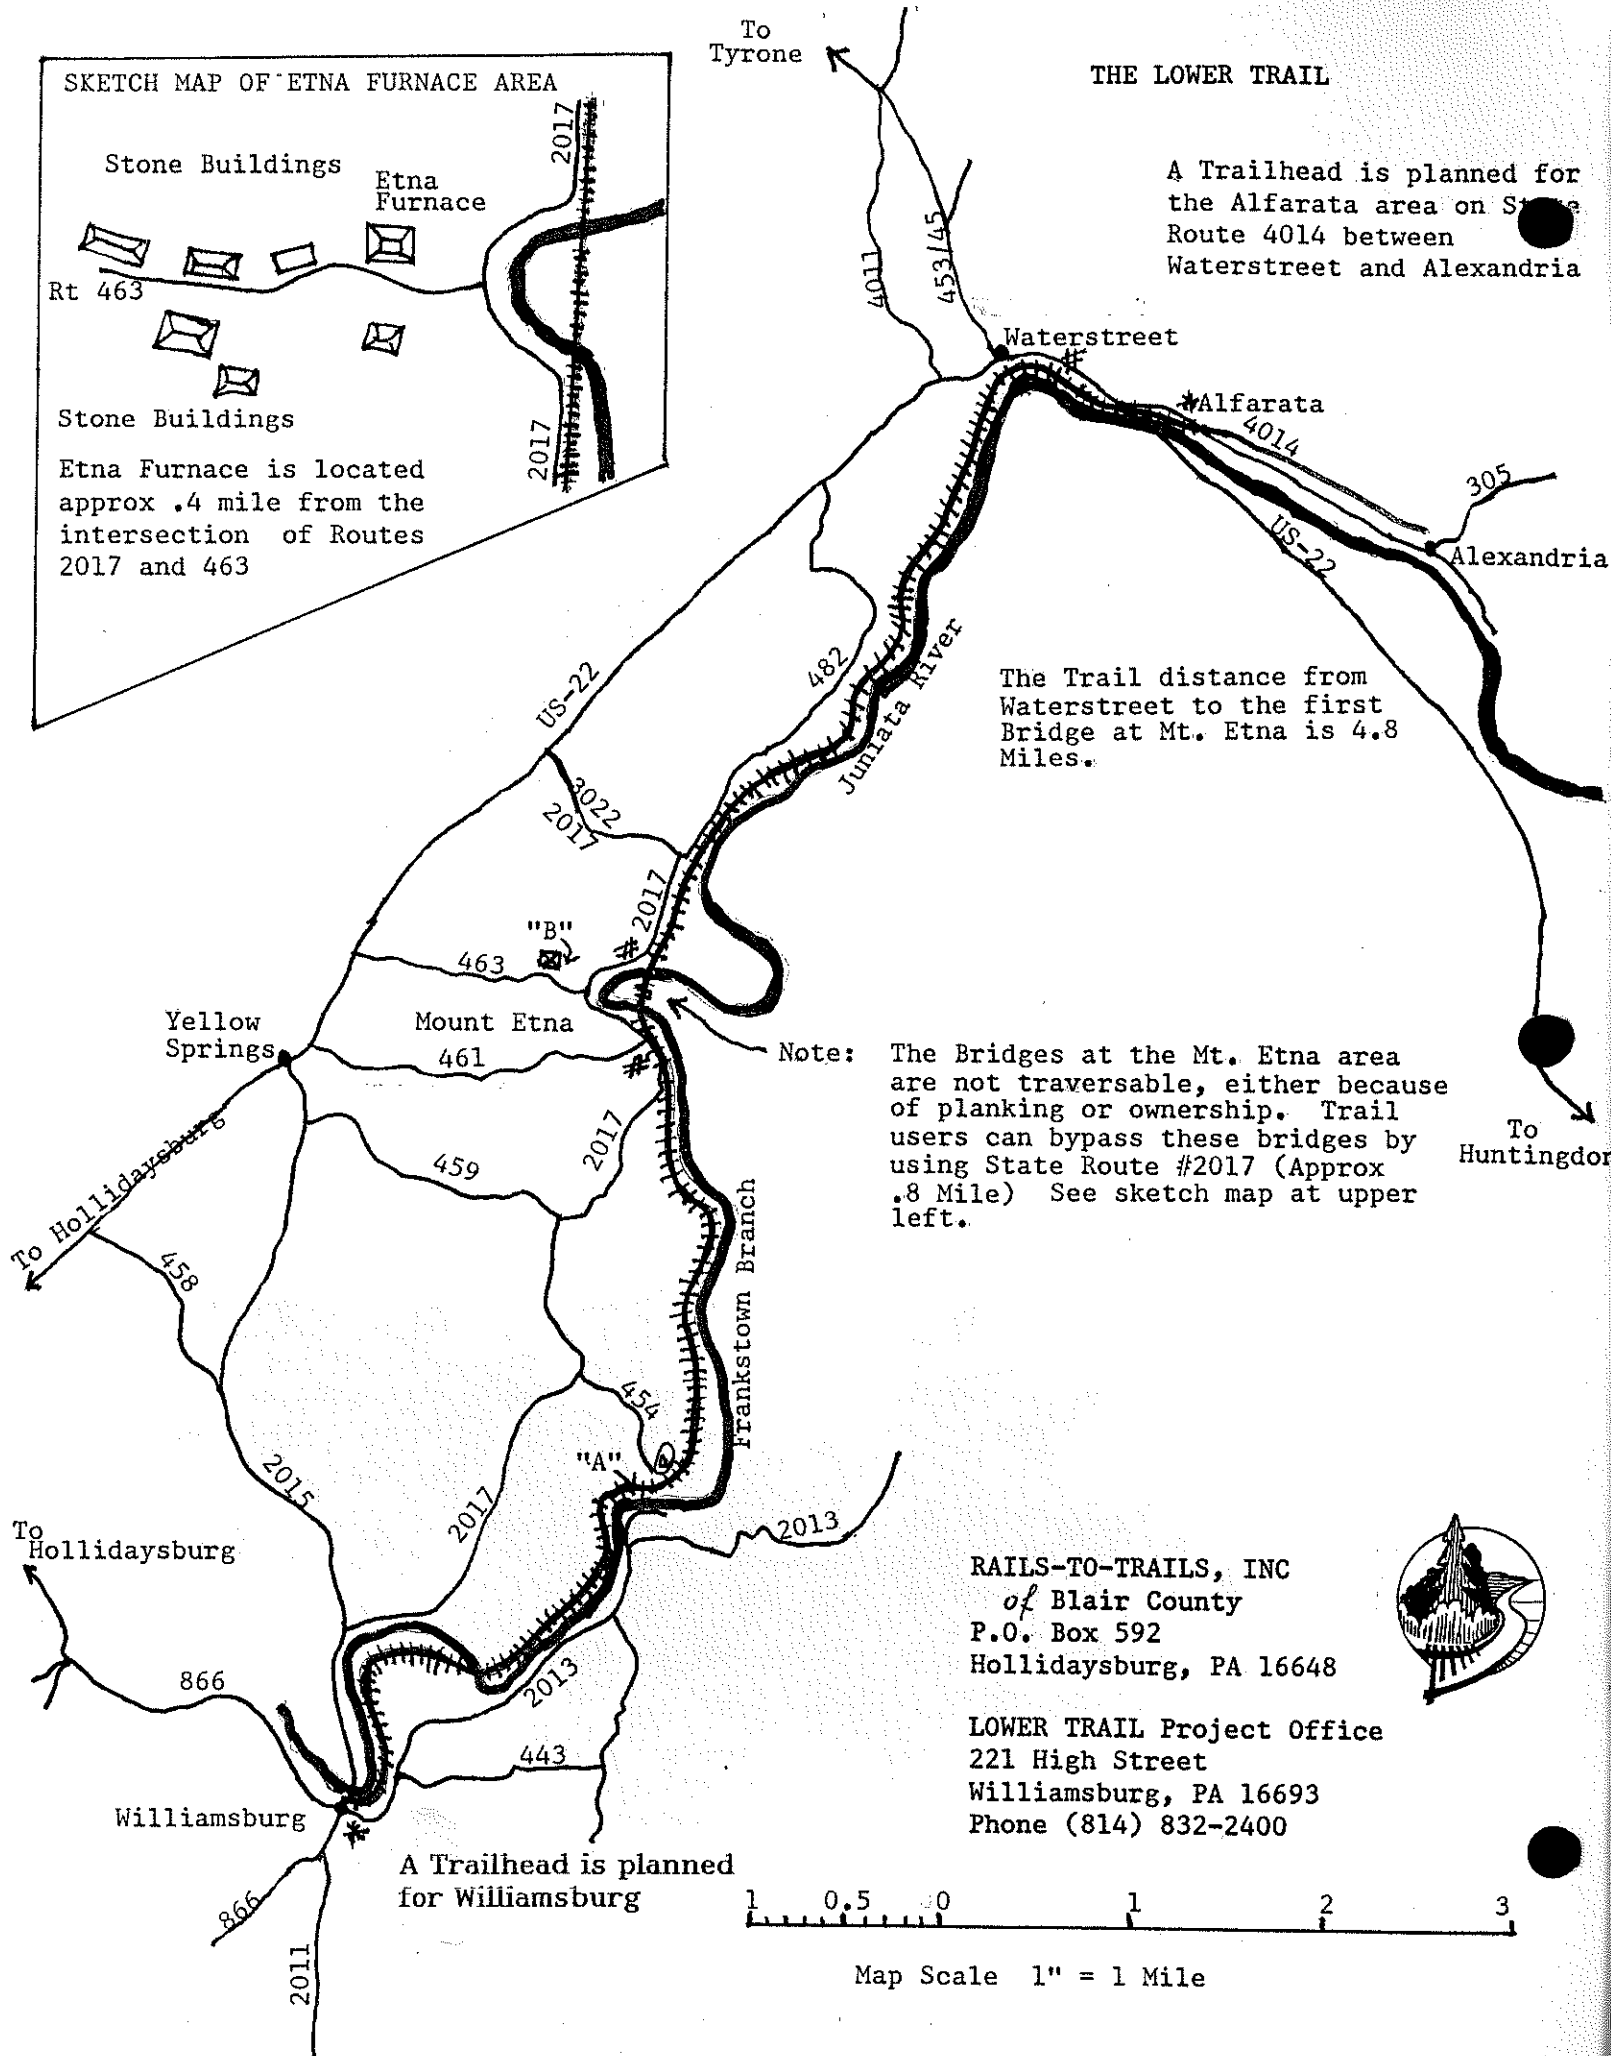 To
Tyrone
THE LOWER TRAIL
SKETCH MAP OF ETNA FURNACE AREA
2017
Stone Buildings
Etna
Furnace
Rt 463
Stone Buildings
2017
Etna Furnace is located
approx .4 mile from the
intersection of Routes
2017 and 463
A Trailhead is planned for
the Alfarata area on
Route 4014 between
Waterstreet and Alexandria
4011
453/45
Waterstreet
#
*Alfarata
4014
305
US-22
Alexandria
US-22
482
Juniata River
The Trail distance from
Waterstreet to the first
Bridge at Mt. Etna is 4.8
Miles.
3022
2017
2017
"B"
#
463
Yellow
Springs
Mount Etna
461
#
Note:
The Bridges at the Mt. Etna area
are not traversable, either because
of planking or ownership. Trail
users can bypass these bridges by
using State Route #2017 (Approx
.8 Mile) See sketch map at upper
left.
To
Huntingdon
To Hollidaysburg
459
2017
458
Frankstown Branch
454
"A"
2015
2017
2013
To
Hollidaysburg
866
2013
443
Williamsburg
*
A Trailhead is planned
for Williamsburg
866
2011
RAILS-TO-TRAILS, INC
of Blair County
P.O. Box 592
Hollidaysburg, PA 16648
LOWER TRAIL Project Office
221 High Street
Williamsburg, PA 16693
Phone (814) 832-2400
1 0.5 0 1 2 3
Map Scale 1" = 1 Mile